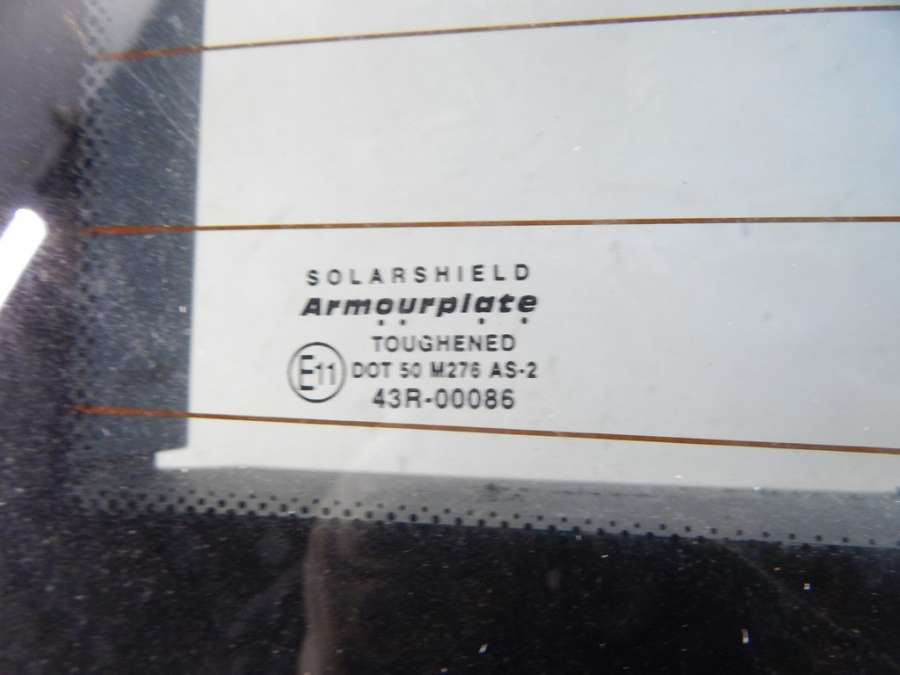 SOLARSHIELD
Armourplate
TOUGHENED
E11 DOT 50 M276 AS-2
43R-00086